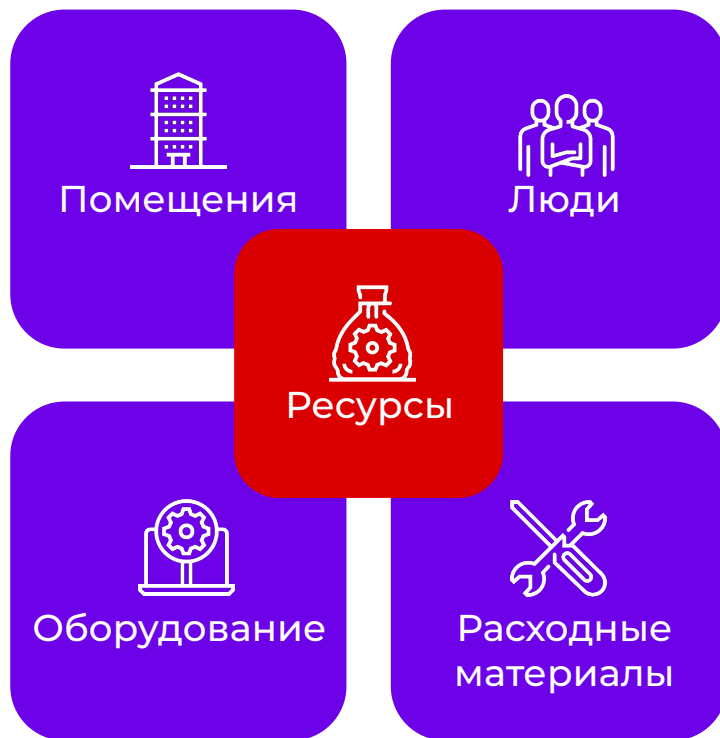 Помещения
Люди
Ресурсы
Оборудование
Расходные
материалы